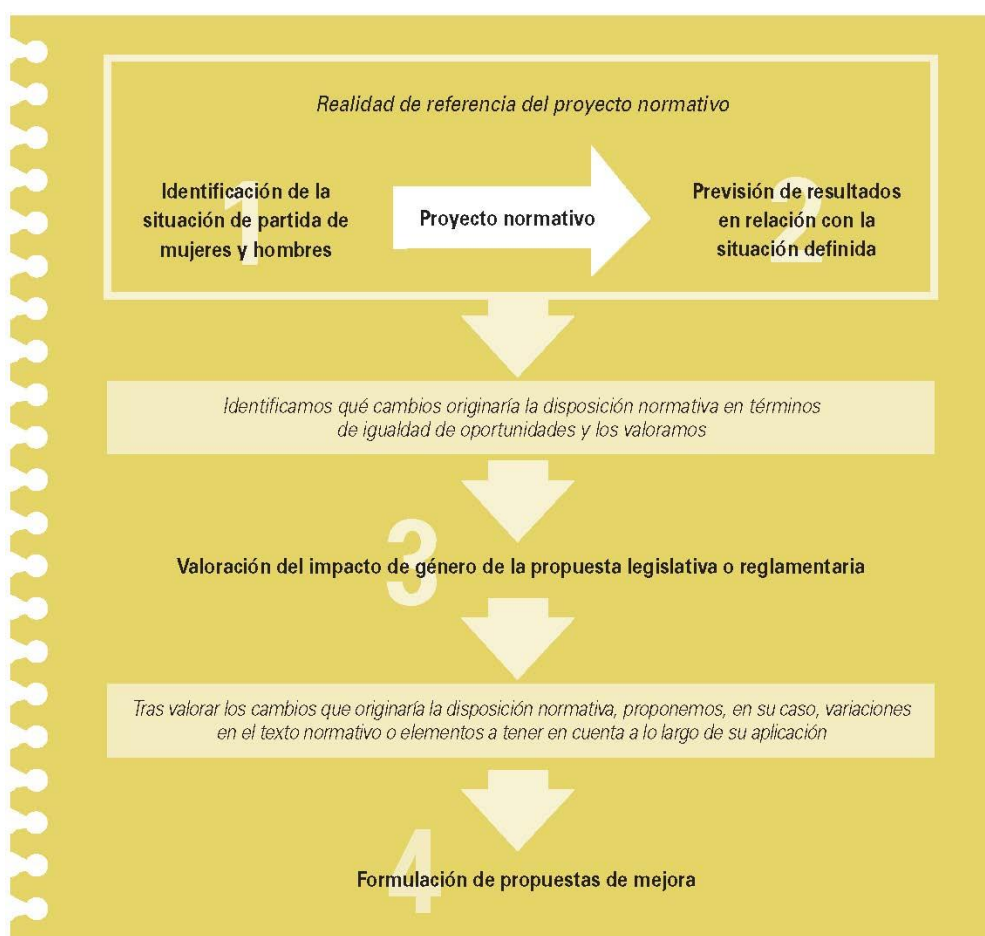 Realidad de referencia del proyecto normativo
1
Identificación de la
situación de partida de
mujeres y hombres
Proyecto normativo
2
Previsión de resultados
en relación con la
situación definida
Identificamos qué cambios originaría la disposición normativa en términos
de igualdad de oportunidades y los valoramos
3
Valoración del impacto de género de la propuesta legislativa o reglamentaria
Tras valorar los cambios que originaría la disposición normativa, proponemos, en su caso, variaciones
en el texto normativo o elementos a tener en cuenta a lo largo de su aplicación
4
Formulación de propuestas de mejora